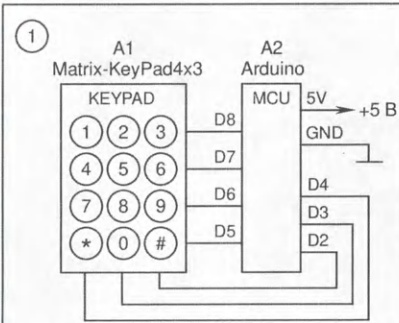 1
A1
Matrix-KeyPad4x3
A2
Arduino
KEYPAD
1 2 3
4 5 6
7 8 9
* 0 #
D8
D7
D6
D5
MCU
5V
+5 В
GND
D4
D3
D2